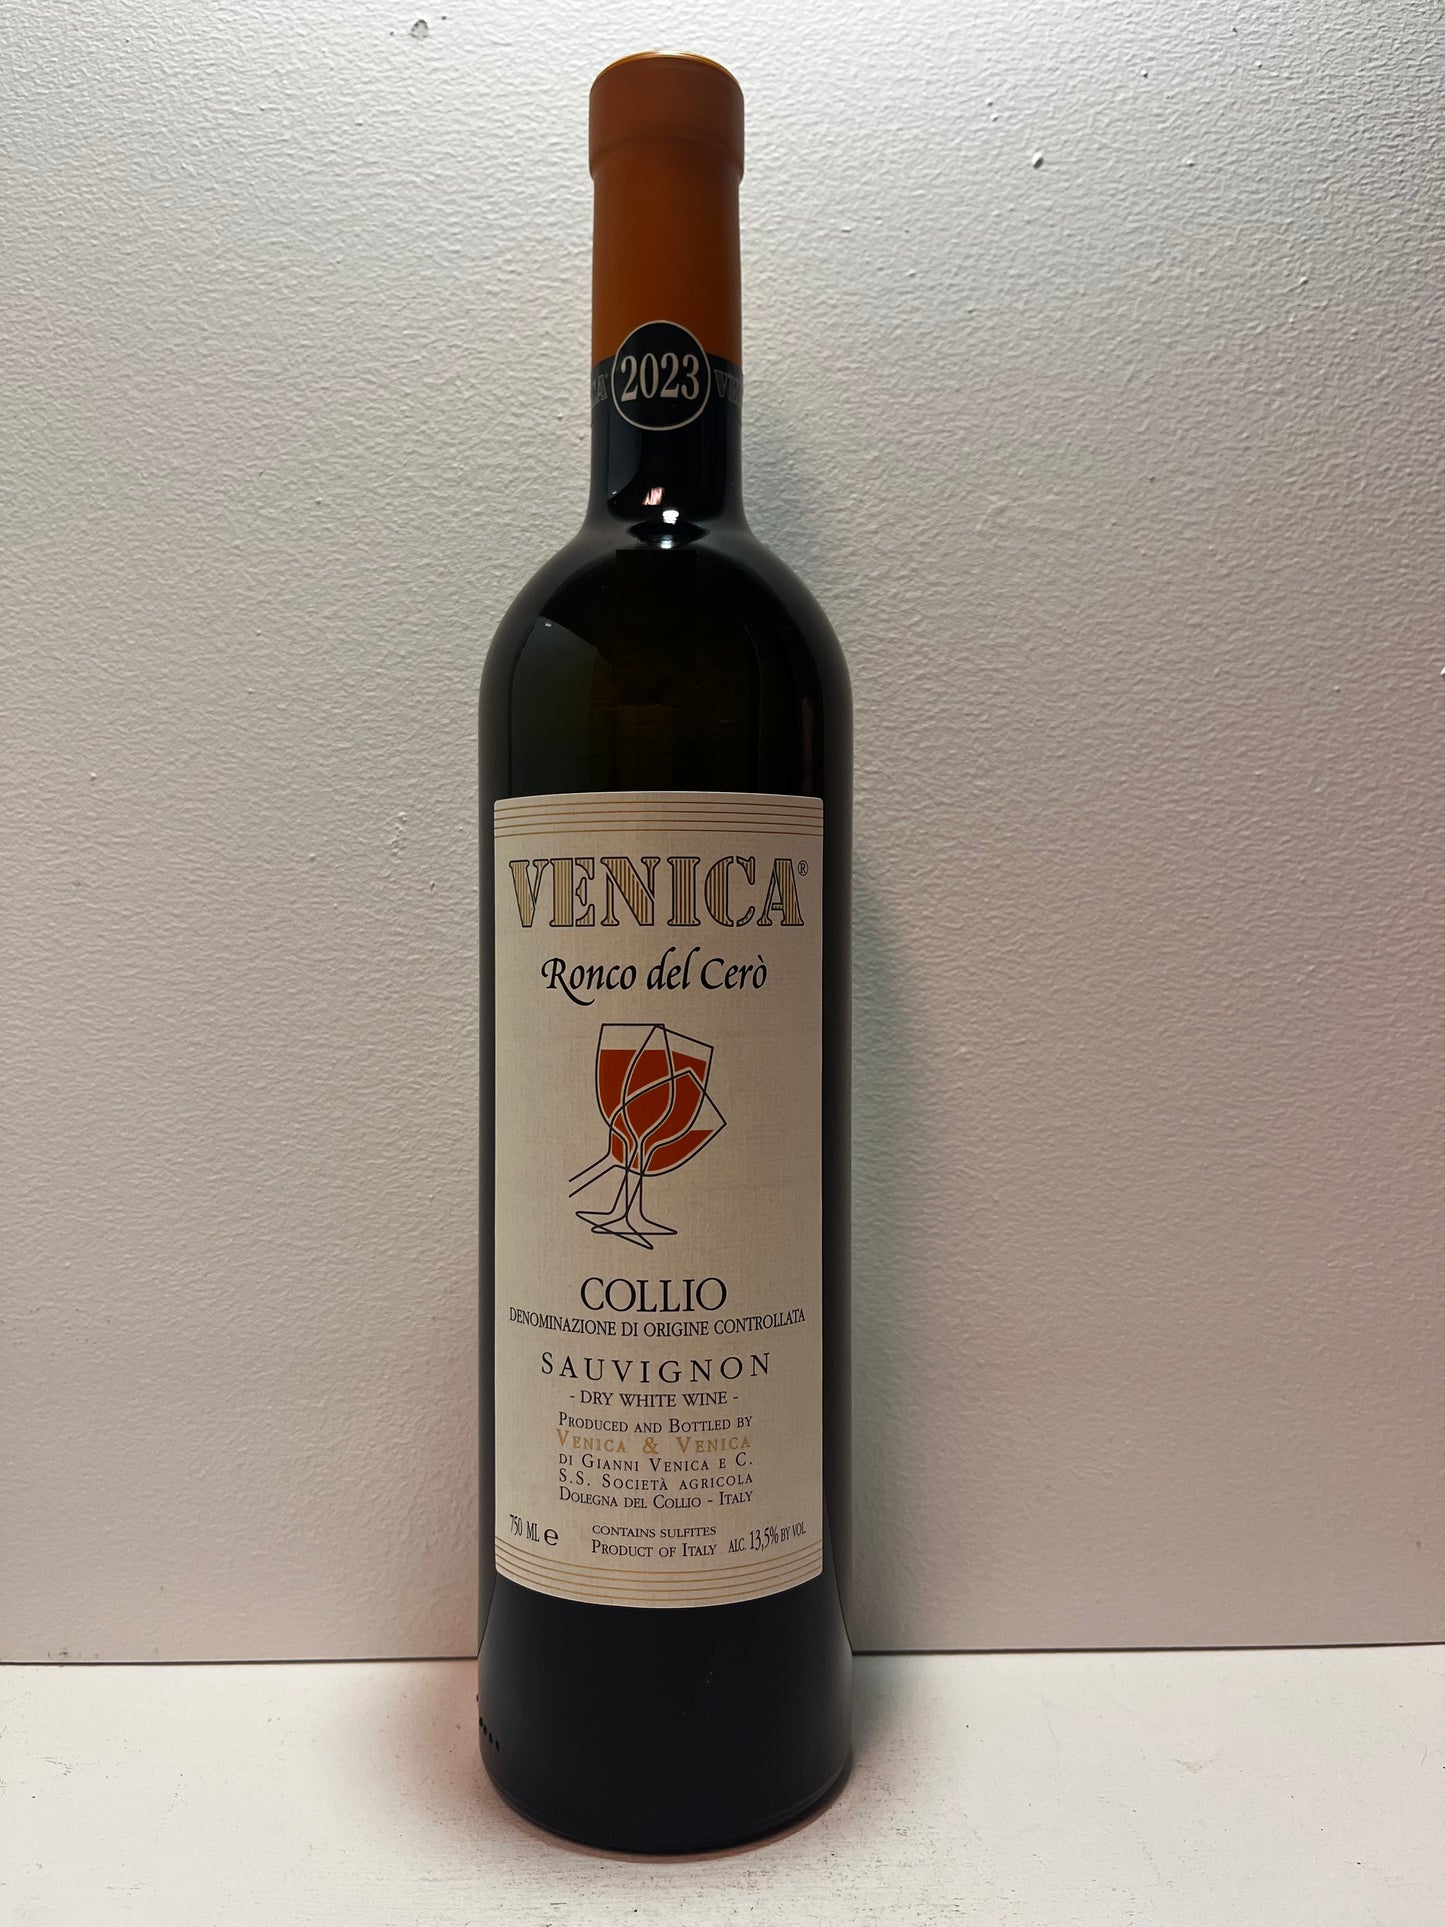 2023
VENICA®
Ronco del Cerò
COLLIO
DENOMINAZIONE DI ORIGINE CONTROLLATA
SAUVIGNON
- DRY WHITE WINE -
PRODUCED AND BOTTLED BY
VENICA & VENICA
DI GIANNI VENICA E C.
S.S. SOCIETÀ AGRICOLA
DOLEGNA DEL COLLIO - ITALY
750 ML ℮
CONTAINS SULFITES
PRODUCT OF ITALY
ALC. 13,5% BY VOL.